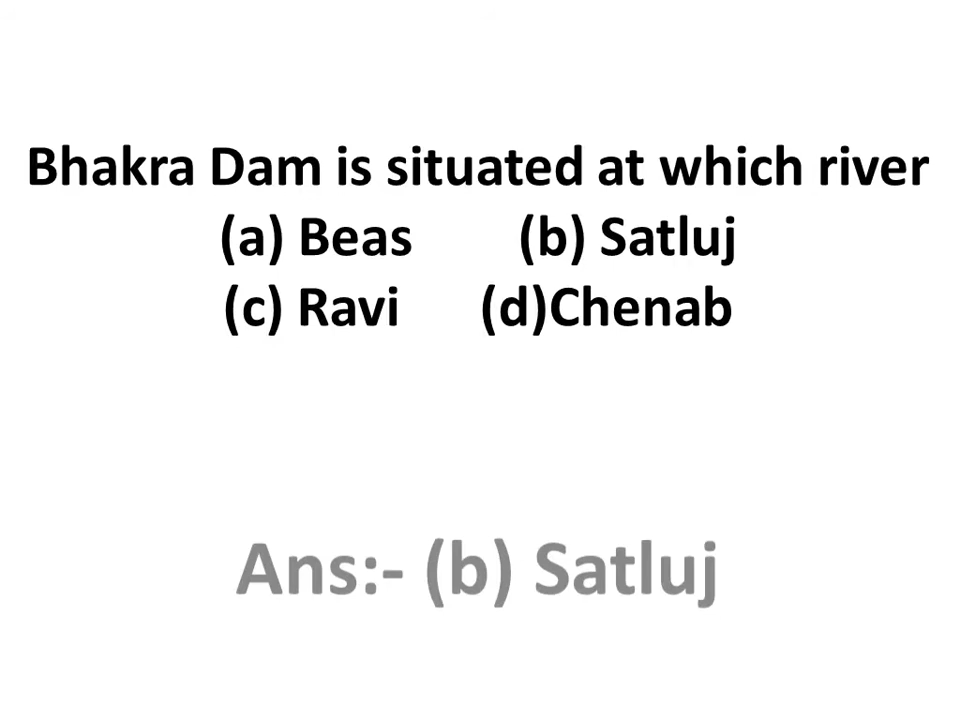 Bhakra Dam is situated at which river
(a) Beas (b) Satluj
(c) Ravi (d)Chenab
Ans:- (b) Satluj